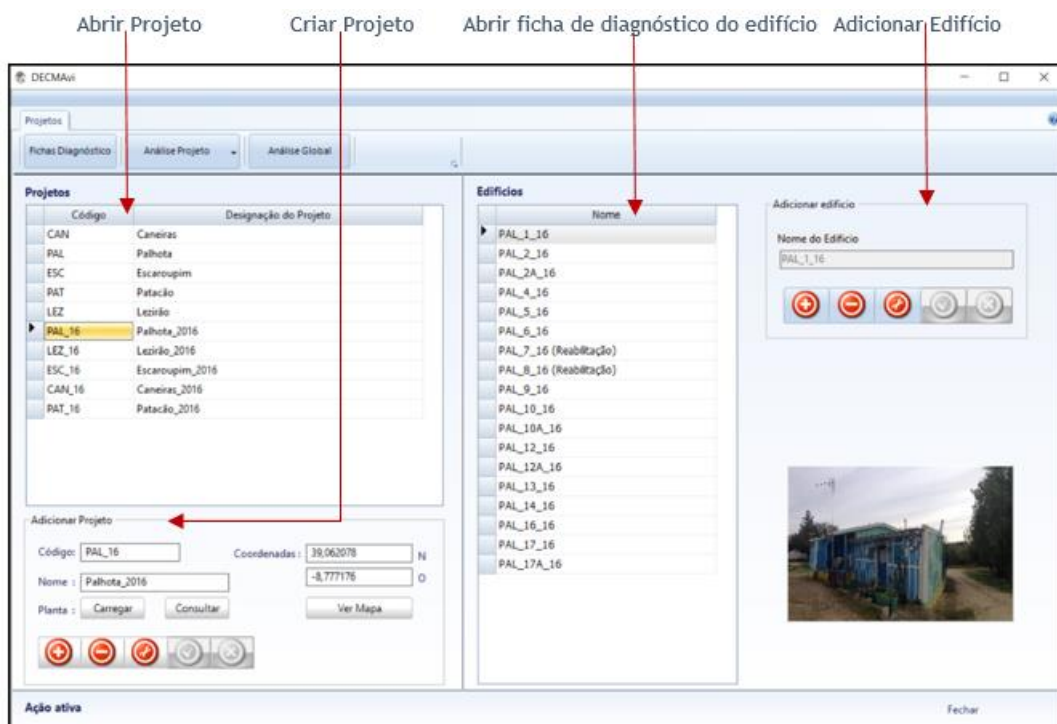 Abrir Projeto Criar Projeto Abrir ficha de diagnóstico do edifício Adicionar Edifício
DECMAvi
Projetos
Fichas Diagnóstico Análise Projeto Análise Global
Projetos
Código Designação do Projeto
CAN Caneiras
PAL Palhota
ESC Escaroupim
PAT Patacão
LEZ Lezirão
PAL_16 Palhota_2016
LEZ_16 Lezirão_2016
ESC_16 Escaroupim_2016
CAN_16 Caneiras_2016
PAT_16 Patacão_2016
Adicionar Projeto
Código: PAL_16 Coordenadas : 39,062078 N
Nome : Palhota_2016 -8,777176 O
Planta : Carregar Consultar Ver Mapa
Edifícios
Nome
PAL_1_16
PAL_2_16
PAL_2A_16
PAL_4_16
PAL_5_16
PAL_6_16
PAL_7_16 (Reabilitação)
PAL_8_16 (Reabilitação)
PAL_9_16
PAL_10_16
PAL_10A_16
PAL_12_16
PAL_12A_16
PAL_13_16
PAL_14_16
PAL_16_16
PAL_17_16
PAL_17A_16
Adicionar edifício
Nome do Edifício
PAL_1_16
Ação ativa Fechar